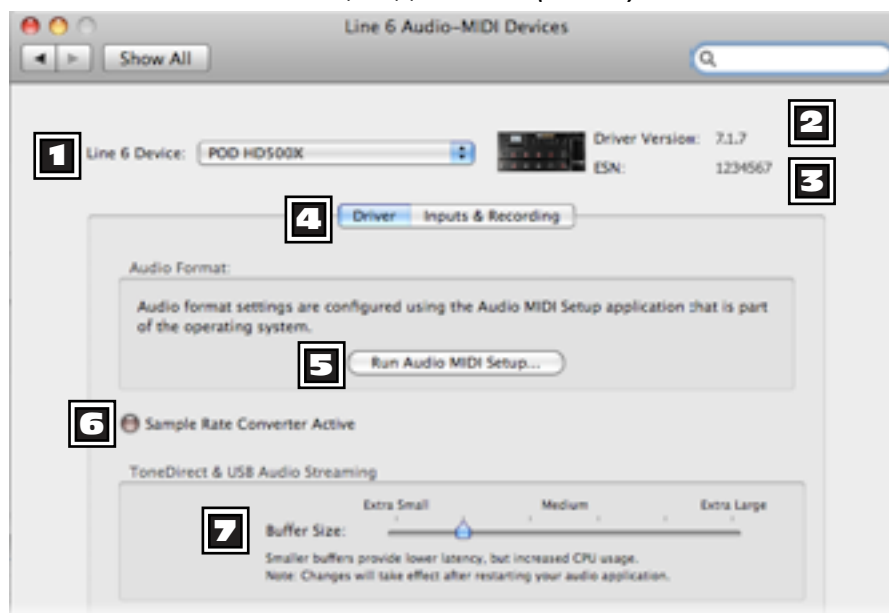 Line 6 Audio-MIDI Devices
Show All
1 Line 6 Device: POD HD500X
Driver Version: 7.1.7 2
ESN: 1234567 3
4 Driver Inputs & Recording
Audio Format:
Audio format settings are configured using the Audio MIDI Setup application that is part
of the operating system.
5 Run Audio MIDI Setup...
6 Sample Rate Converter Active
ToneDirect & USB Audio Streaming
Extra Small Medium Extra Large
7 Buffer Size:
Smaller buffers provide lower latency, but increased CPU usage.
Note: Changes will take effect after restarting your audio application.